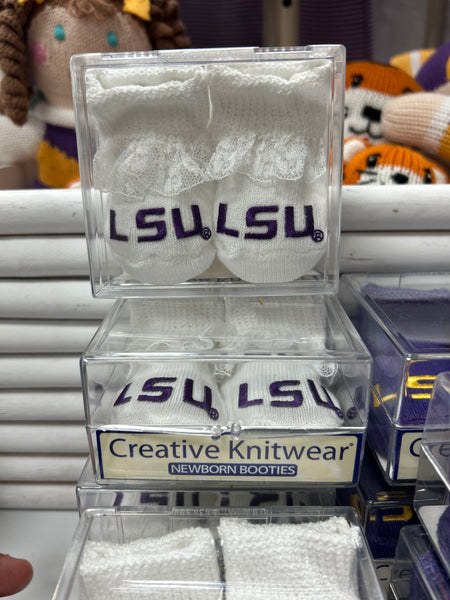 LSU® LSU®
LSU LSU®
Creative Knitwear®
NEWBORN BOOTIES